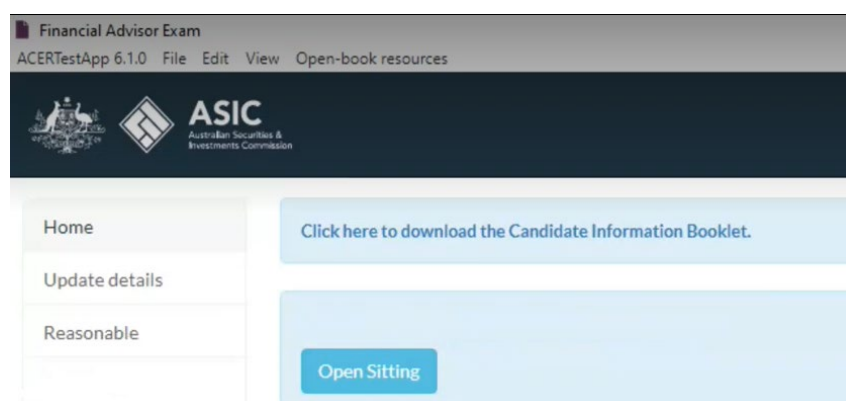 Financial Advisor Exam
ACERTestApp 6.1.0 File Edit View Open-book resources
ASIC
Australian Securities &
Investments Commission
Home
Click here to download the Candidate Information Booklet.
Update details
Reasonable
Open Sitting